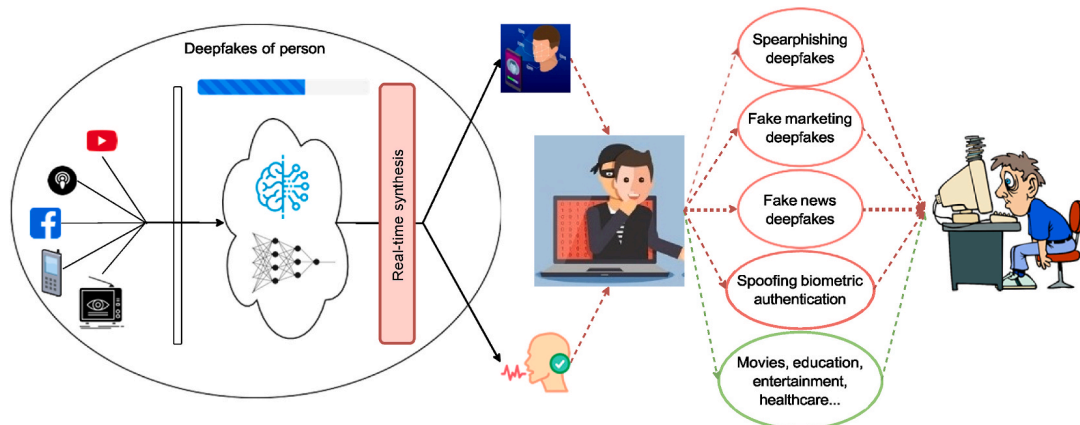 Deepfakes of person
Real-time synthesis
Spearphishing
deepfakes
Fake marketing
deepfakes
Fake news
deepfakes
Spoofing biometric
authentication
Movies, education,
entertainment,
healthcare...